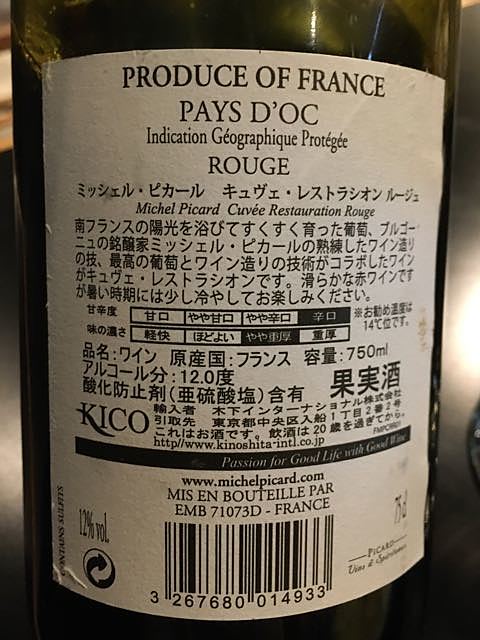 PRODUCE OF FRANCE
PAYS D'OC
Indication Géographique Protégée
ROUGE
ミッシェル・ピカール キュヴェ・レストラシオン ルージュ
Michel Picard Cuvée Restauration Rouge
南フランスの陽光を浴びてすくすく育った葡萄、ブルゴー
ニュの銘醸家ミッシェル・ピカールの熟練したワイン造り
の技、最高の葡萄とワイン造りの技術がコラボしたワイン
がキュヴェ・レストラシオンです。滑らかな赤ワインです
が暑い時期には少し冷やしてお楽しみください。
甘辛度 甘口 やや甘口 やや辛口 辛口 ※お勧め温度は
味の濃さ 軽快 ほどよい やや重厚 重厚 14℃位です。
品名:ワイン 原産国:フランス 容量:750ml
アルコール分:12.0度
酸化防止剤(亜硫酸塩)含有 果実酒
KICO 輸入者 木下インターナショナル株式会社
引取先 東京都中央区入船1丁目2番2号
これはお酒です。飲酒は20歳を過ぎてから。
http//www.kinoshita-intl.co.jp
Passion for Good Life with Good Wine
www.michelpicard.com
MIS EN BOUTEILLE PAR
EMB 71073D - FRANCE
CONTAINS SULFITS
12% vol.
75 cl
PICARD
Vins & Spiritueux
3 267680 014933